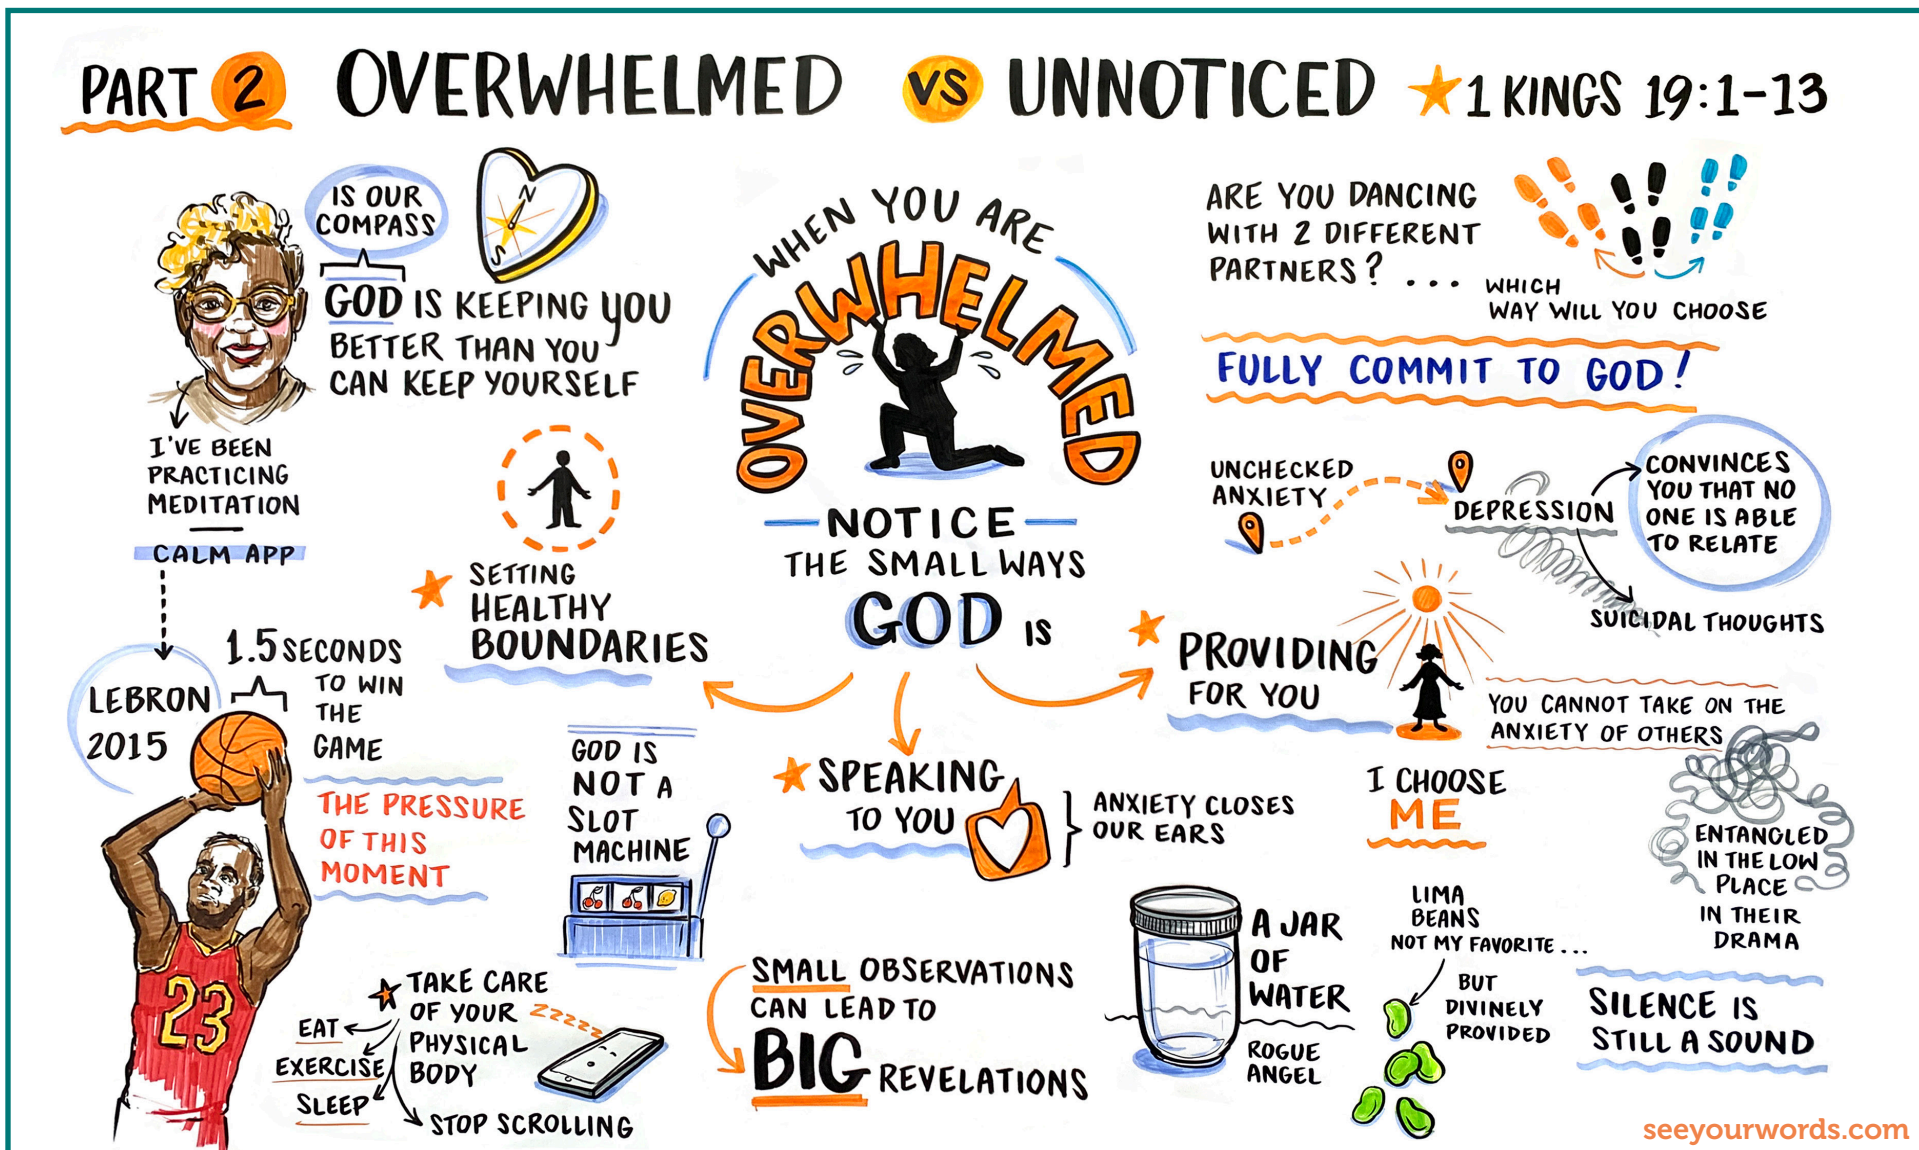 PART 2 OVERWHELMED VS UNNOTICED 1 KINGS 19:1-13
IS OUR
COMPASS
N
S
GOD IS KEEPING YOU
BETTER THAN YOU
CAN KEEP YOURSELF
I'VE BEEN
PRACTICING
MEDITATION
CALM APP
LEBRON
2015
1.5 SECONDS
TO WIN
THE
GAME
THE PRESSURE
OF THIS
MOMENT
23
TAKE CARE
OF YOUR
PHYSICAL
BODY
EAT
EXERCISE
SLEEP
STOP SCROLLING
ZZZZZ
SETTING
HEALTHY
BOUNDARIES
GOD IS
NOT A
SLOT
MACHINE
WHEN YOU ARE
OVERWHELMED
NOTICE
THE SMALL WAYS
GOD IS
SPEAKING
TO YOU
ANXIETY CLOSES
OUR EARS
SMALL OBSERVATIONS
CAN LEAD TO
BIG REVELATIONS
PROVIDING
FOR YOU
ARE YOU DANCING
WITH 2 DIFFERENT
PARTNERS? ...
WHICH
WAY WILL YOU CHOOSE
FULLY COMMIT TO GOD!
UNCHECKED
ANXIETY
DEPRESSION
CONVINCES
YOU THAT NO
ONE IS ABLE
TO RELATE
SUICIDAL THOUGHTS
YOU CANNOT TAKE ON THE
ANXIETY OF OTHERS
I CHOOSE
ME
ENTANGLED
IN THE LOW
PLACE
IN THEIR
DRAMA
A JAR
OF
WATER
ROGUE
ANGEL
LIMA
BEANS
NOT MY FAVORITE...
BUT
DIVINELY
PROVIDED
SILENCE IS
STILL A SOUND
seeyourwords.com